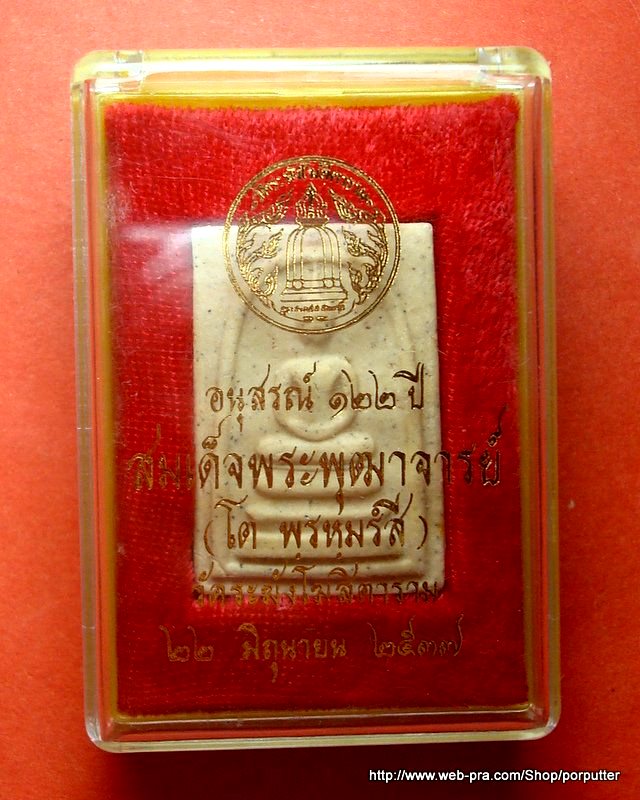 อนุสรณ์ ๑๒๒ ปี
สมเด็จพระพุฒาจารย์
(โต พฺรหฺมรํสี)
วัดระฆังโฆสิตาราม
๒๒ มิถุนายน ๒๕๓๗
http://www.web-pra.com/Shop/porputter